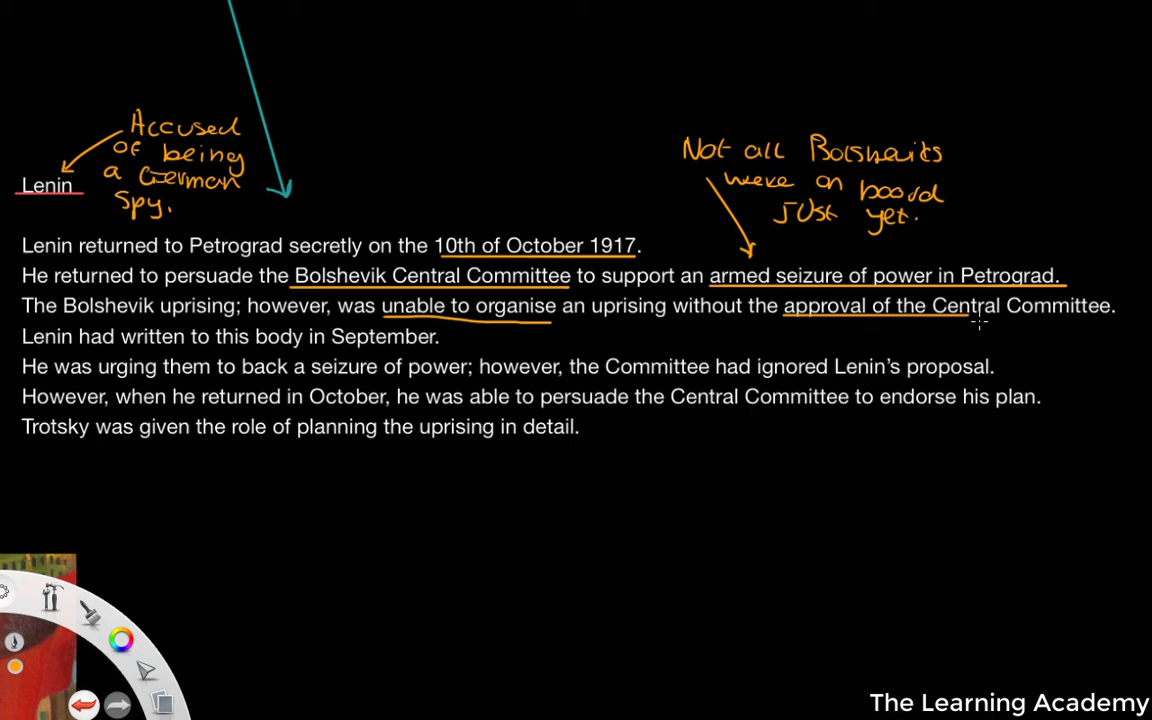 Accused
of being
a German
Spy.
Lenin
Not all Bolsheviks
were on board
just yet.
Lenin returned to Petrograd secretly on the 10th of October 1917.
He returned to persuade the Bolshevik Central Committee to support an armed seizure of power in Petrograd.
The Bolshevik uprising; however, was unable to organise an uprising without the approval of the Central Committee.
Lenin had written to this body in September.
He was urging them to back a seizure of power; however, the Committee had ignored Lenin's proposal.
However, when he returned in October, he was able to persuade the Central Committee to endorse his plan.
Trotsky was given the role of planning the uprising in detail.
The Learning Academy